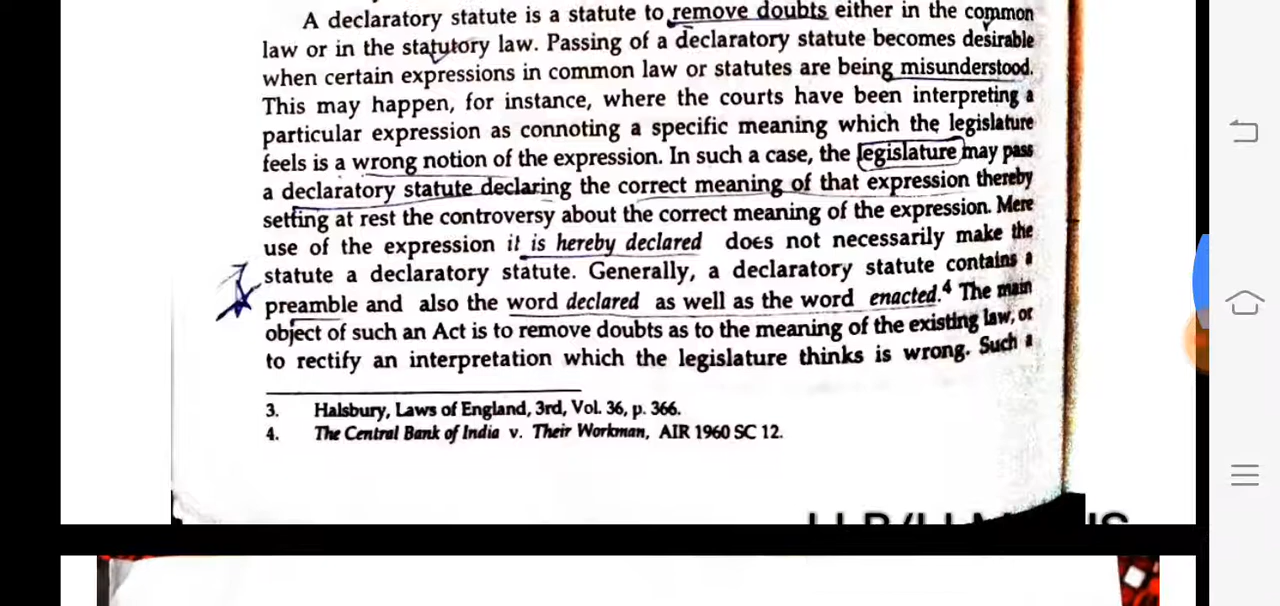 A declaratory statute is a statute to remove doubts either in the common
law or in the statutory law. Passing of a declaratory statute becomes desirable
when certain expressions in common law or statutes are being misunderstood.
This may happen, for instance, where the courts have been interpreting a
particular expression as connoting a specific meaning which the legislature
feels is a wrong notion of the expression. In such a case, the legislature may pass
a declaratory statute declaring the correct meaning of that expression thereby
setting at rest the controversy about the correct meaning of the expression. Mere
use of the expression it is hereby declared does not necessarily make the
statute a declaratory statute. Generally, a declaratory statute contains a
preamble and also the word declared as well as the word enacted.4 The main
object of such an Act is to remove doubts as to the meaning of the existing law, or
to rectify an interpretation which the legislature thinks is wrong. Such a
3. Halsbury, Laws of England, 3rd, Vol. 36, p. 366.
4. The Central Bank of India v. Their Workman, AIR 1960 SC 12.